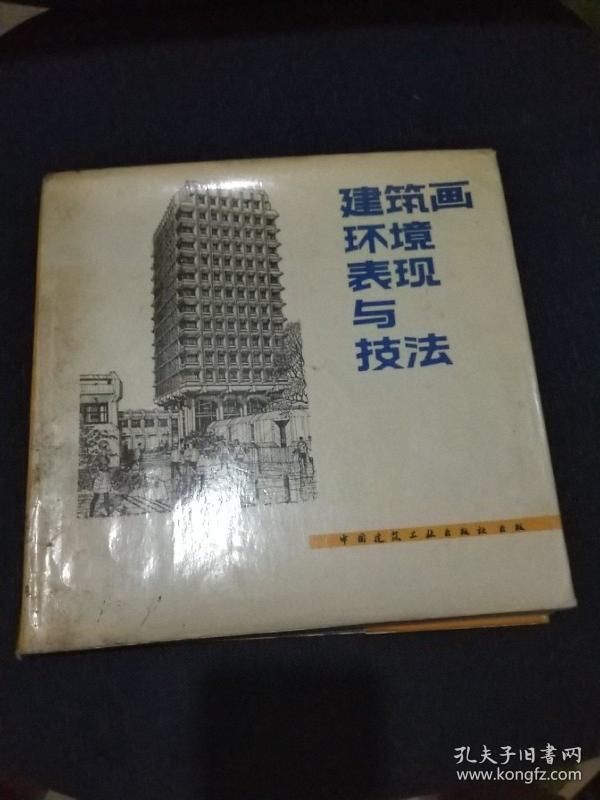 建筑画
环境
表现
与
技法
中国建筑工业出版社出版
孔夫子旧书网
www.kongfz.com